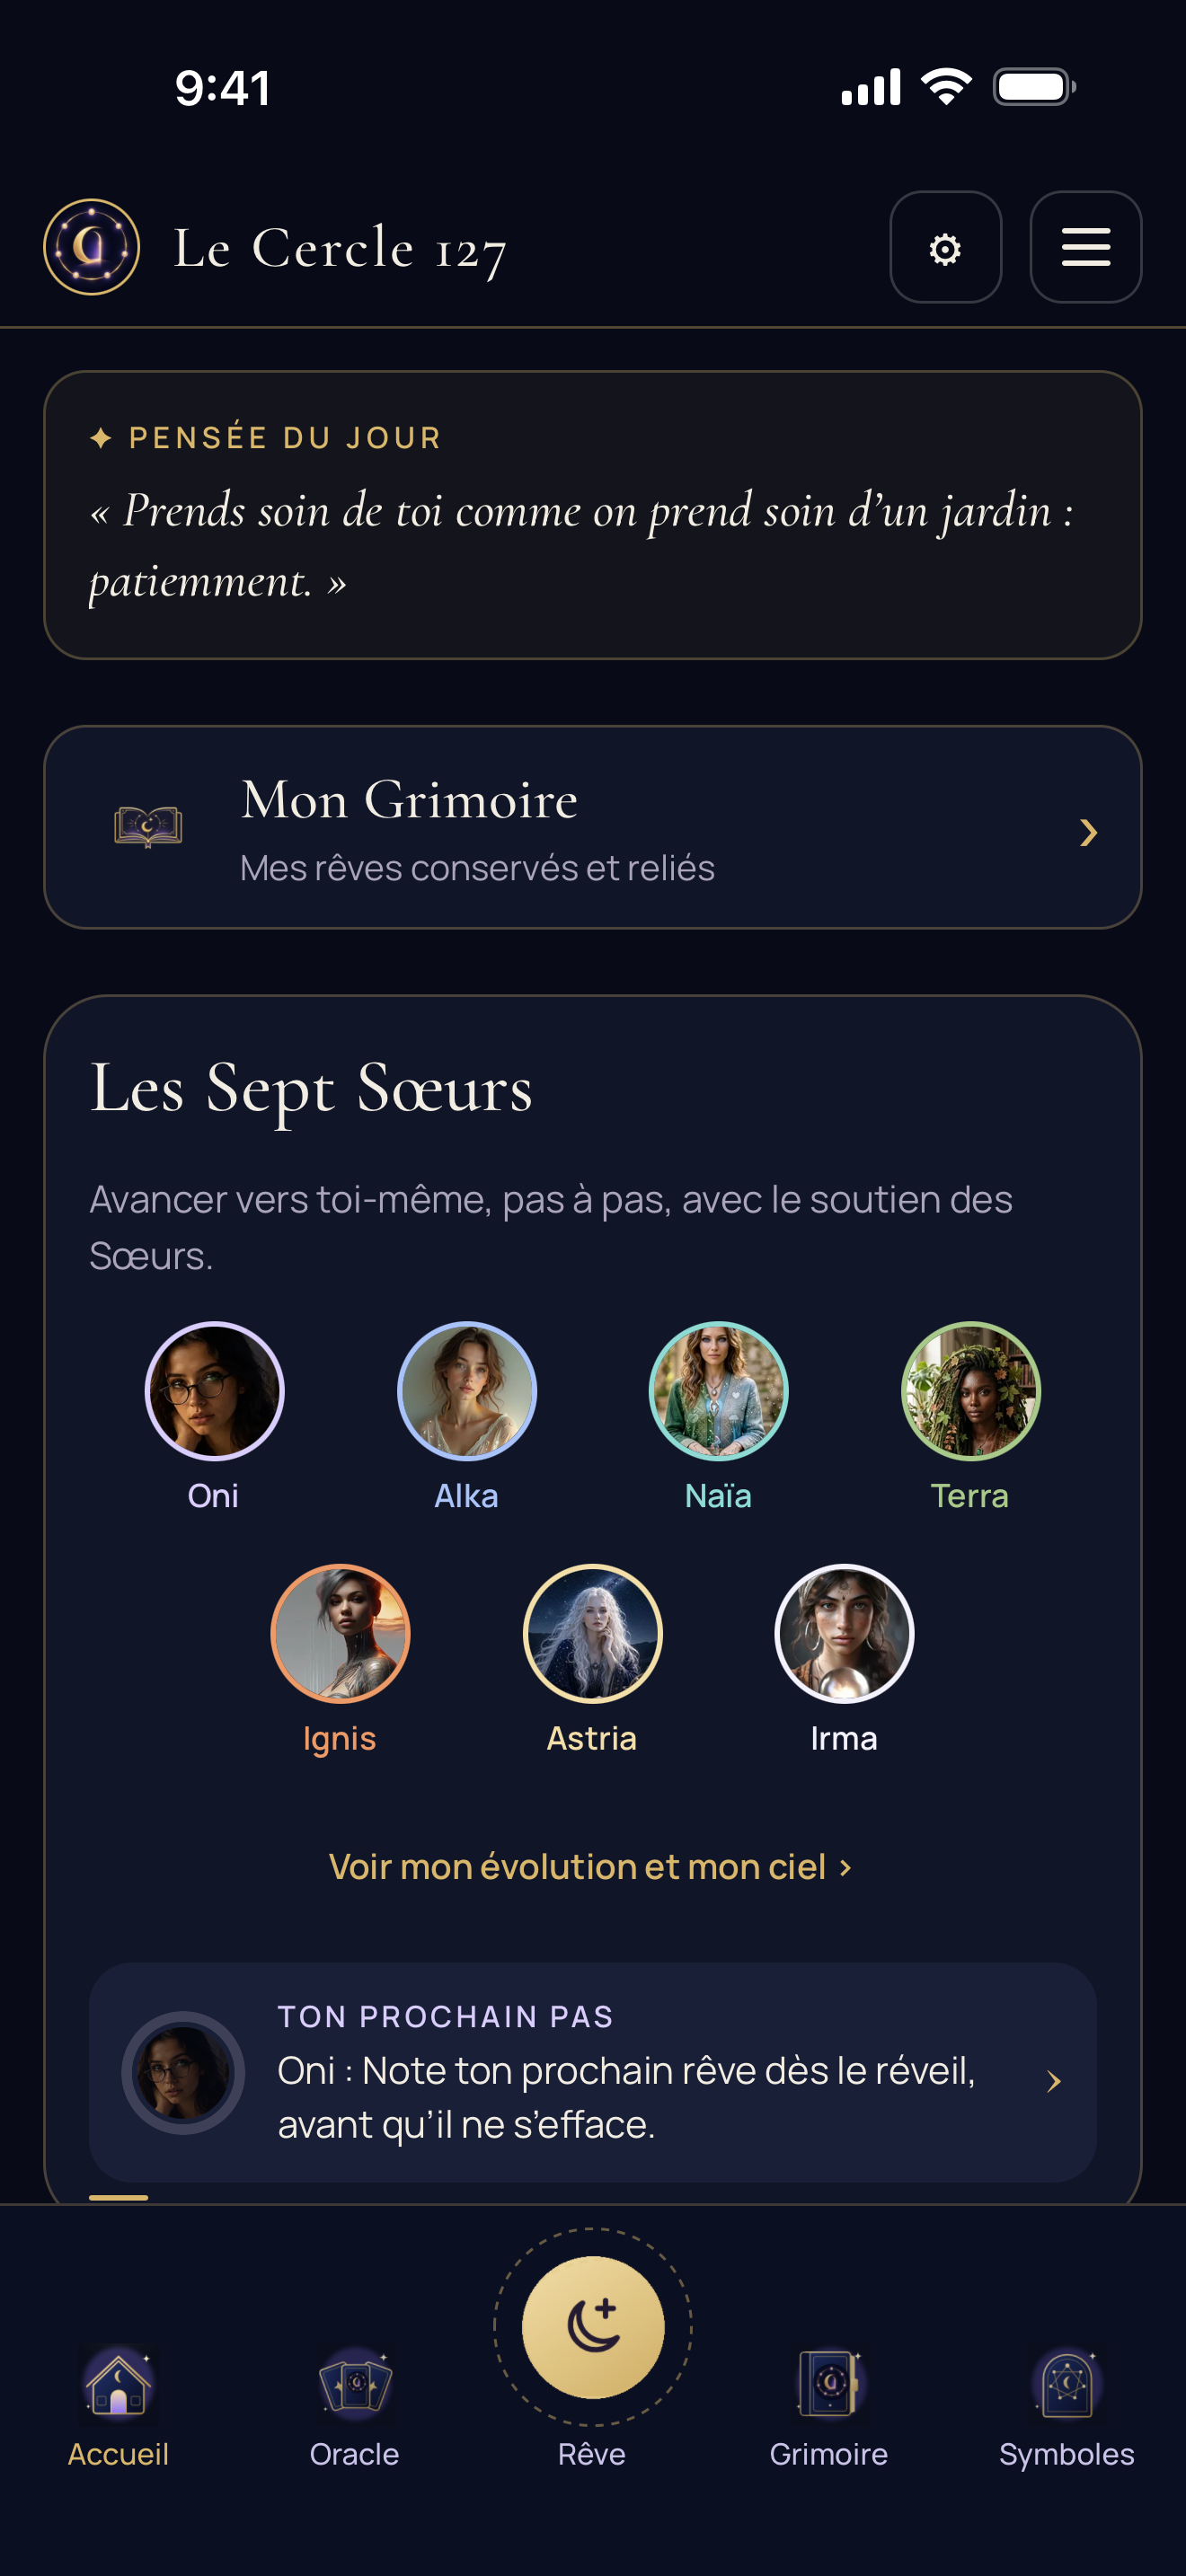 9:41
Le Cercle 127
✦ PENSÉE DU JOUR
« Prends soin de toi comme on prend soin d’un jardin :
patiemment. »
Mon Grimoire
Mes rêves conservés et reliés
Les Sept Sœurs
Avancer vers toi-même, pas à pas, avec le soutien des
Sœurs.
Oni
Alka
Naïa
Terra
Ignis
Astria
Irma
Voir mon évolution et mon ciel ›
TON PROCHAIN PAS
Oni : Note ton prochain rêve dès le réveil,
avant qu’il ne s’efface.
Accueil
Oracle
Rêve
Grimoire
Symboles